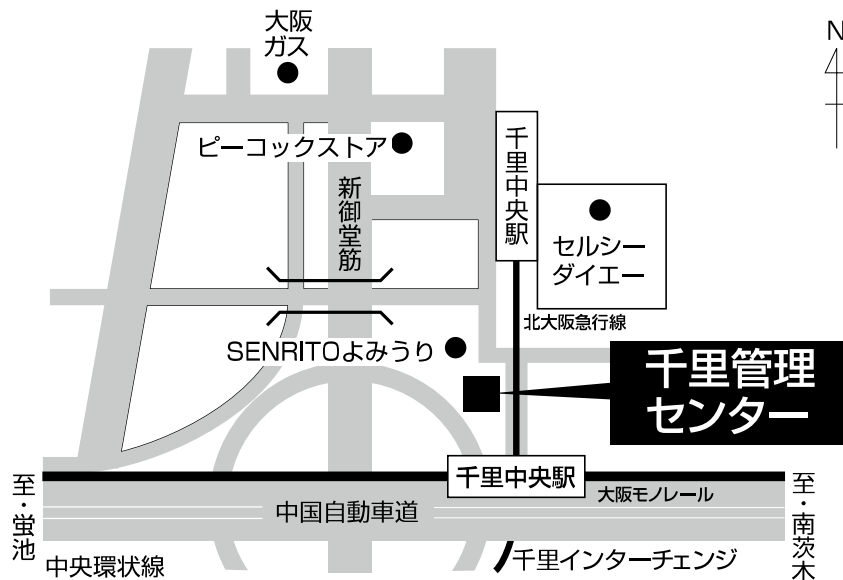 大阪
ガス
N
ピーコックストア
千里中央駅
新御堂筋
セルシー
ダイエー
北大阪急行線
SENRITOよみうり
千里管理
センター
千里中央駅
大阪モノレール
至・蛍池
中国自動車道
至・南茨木
中央環状線
千里インターチェンジ